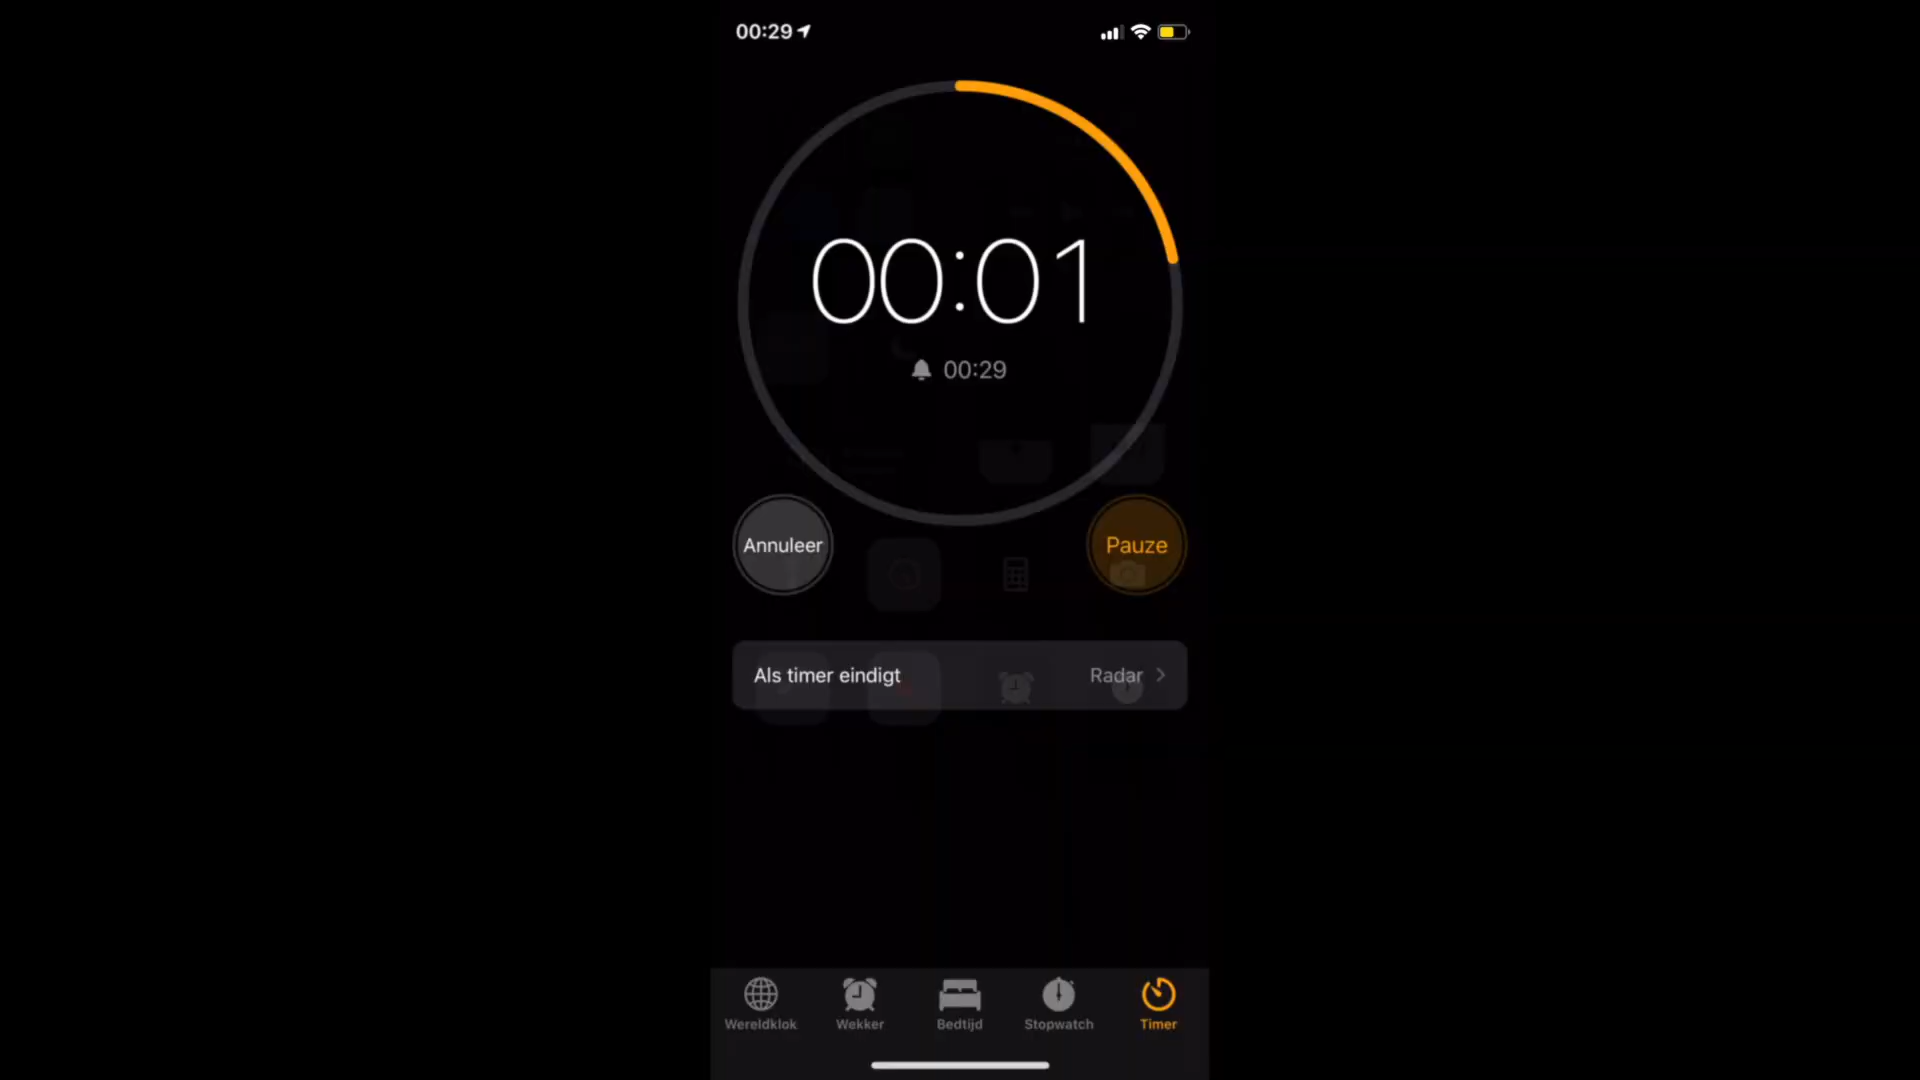 00:29
00:01
00:29
Annuleer
Pauze
Als timer eindigt
Radar
Wereldklok
Wekker
Bedtijd
Stopwatch
Timer